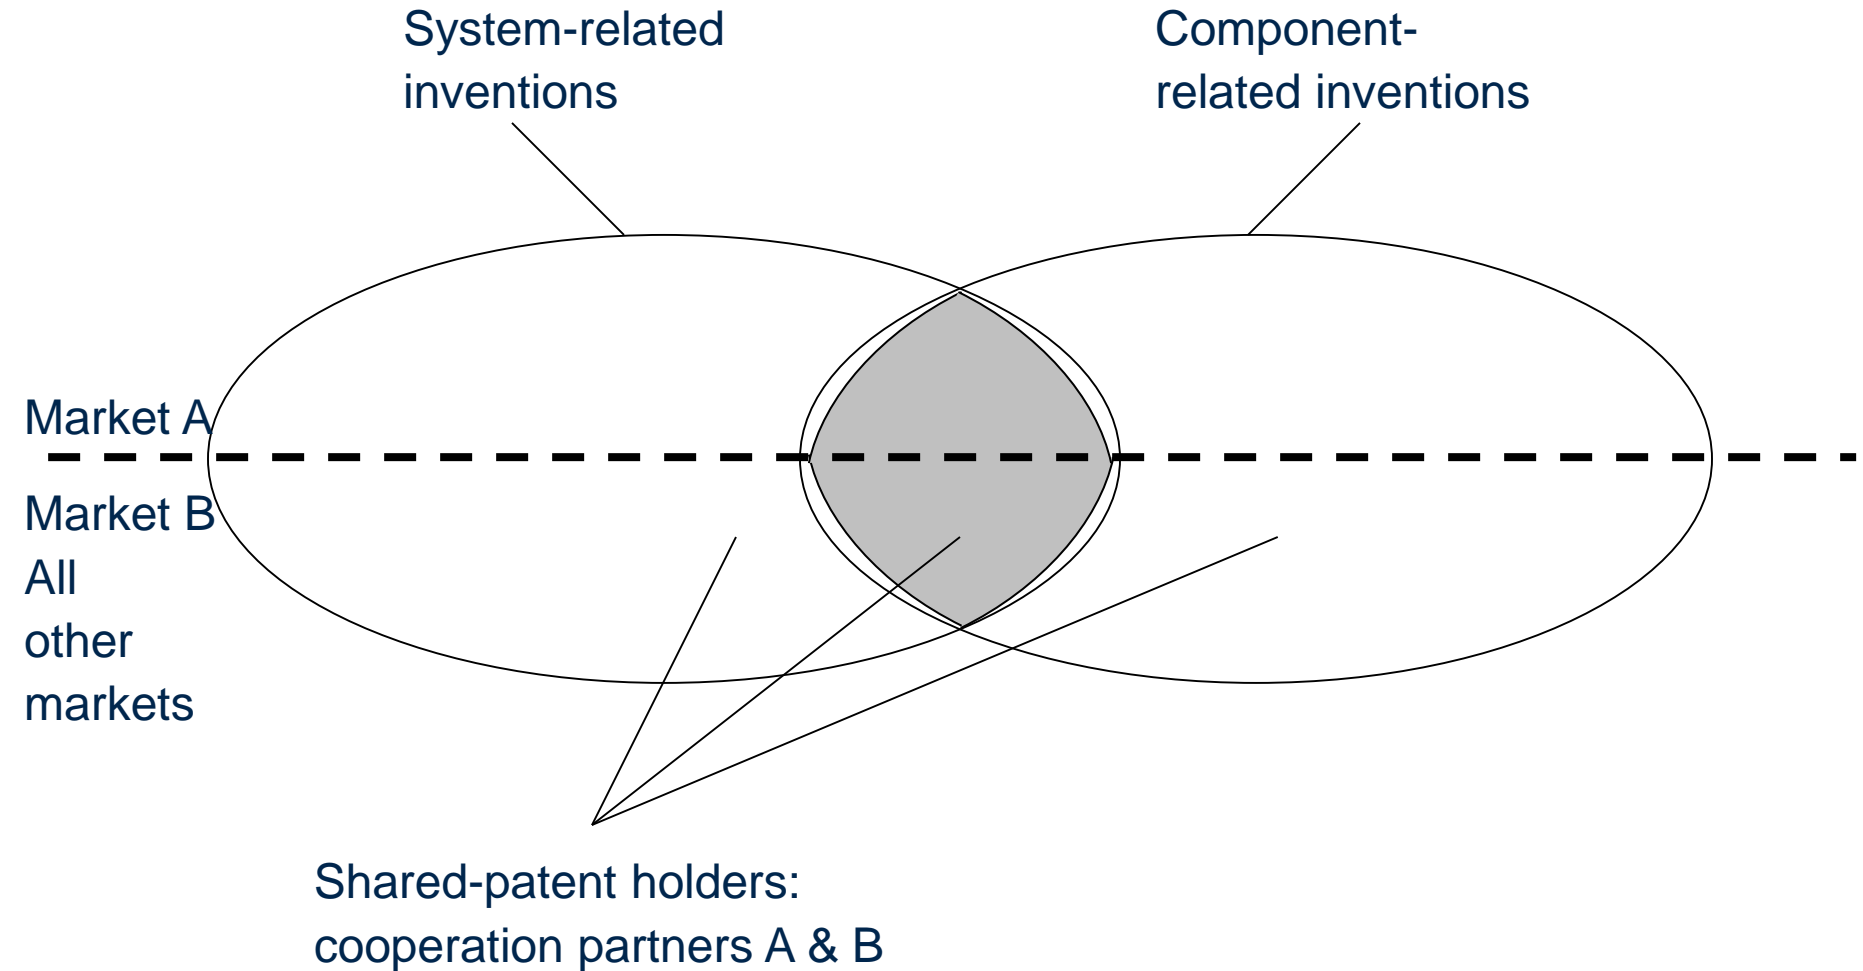 System-related
inventions
Component-
related inventions
Market A
Market B
All
other
markets
Shared-patent holders:
cooperation partners A & B